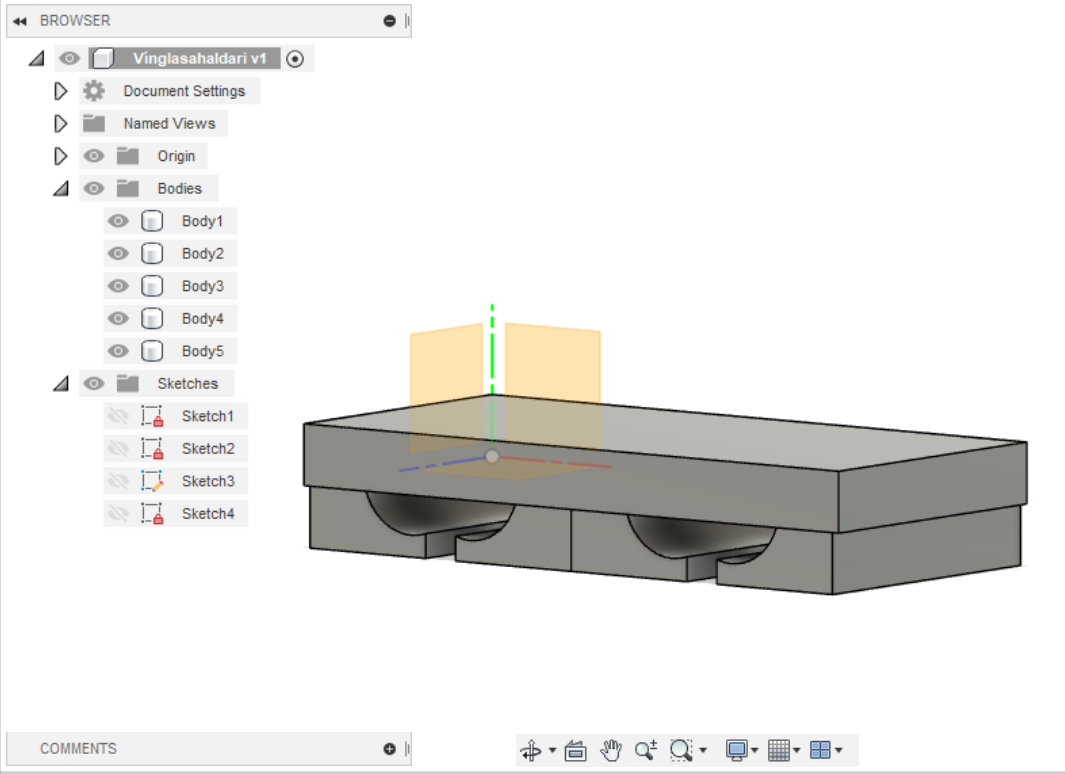 BROWSER
Vinglasahaldari v1
Document Settings
Named Views
Origin
Bodies
Body1
Body2
Body3
Body4
Body5
Sketches
Sketch1
Sketch2
Sketch3
Sketch4
COMMENTS